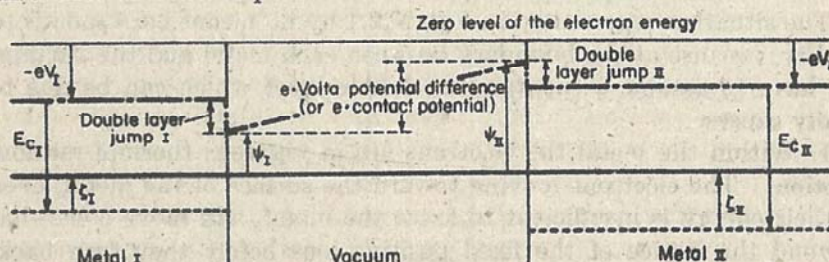 Zero level of the electron energy
-eV_I
Double
layer jump II
-eV
e·Volta potential difference
(or e·contact potential)
Double layer
jump I
E_C_I
ψ_I
ψ_II
E_C_II
ζ_I
ζ_II
Metal I
Vacuum
Metal II